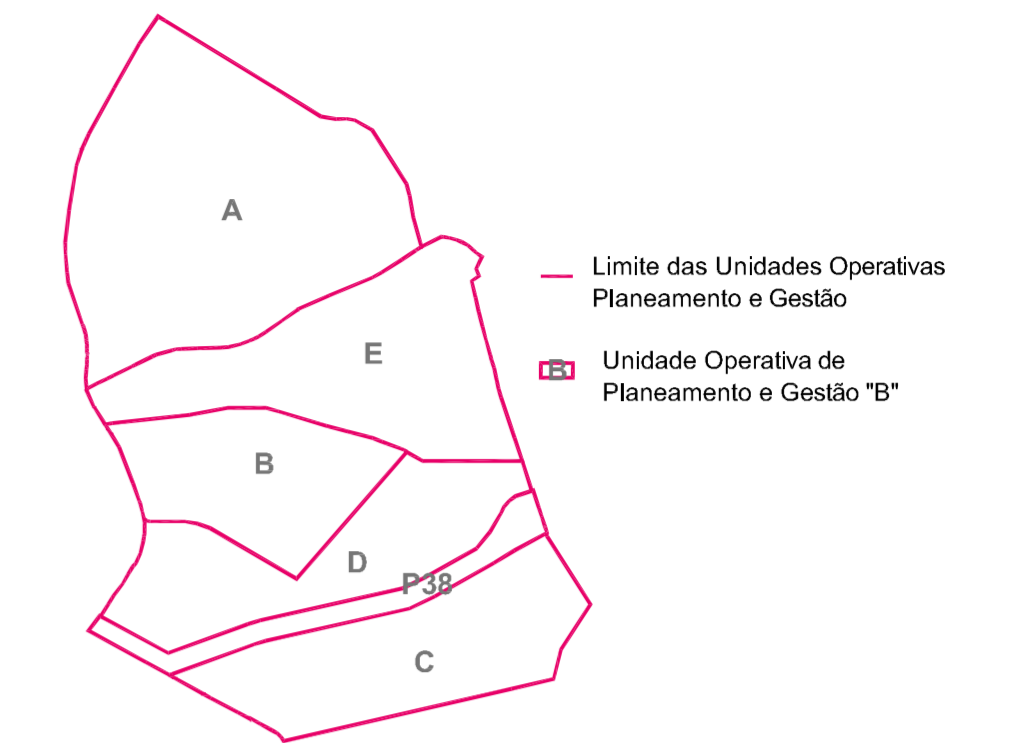 A
Limite das Unidades Operativas
Planeamento e Gestão
E
B
Unidade Operativa de
Planeamento e Gestão "B"
B
D
P38
C